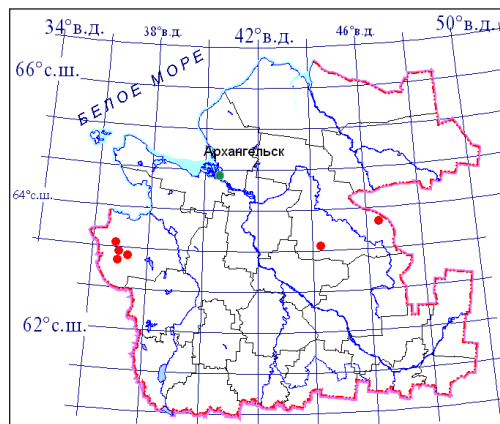 34°в.д.
38°в.д.
42°в.д.
46°в.д.
50°в.д.
66°с.ш.
БЕЛОЕ МОРЕ
Архангельск
64°с.ш.
62°с.ш.